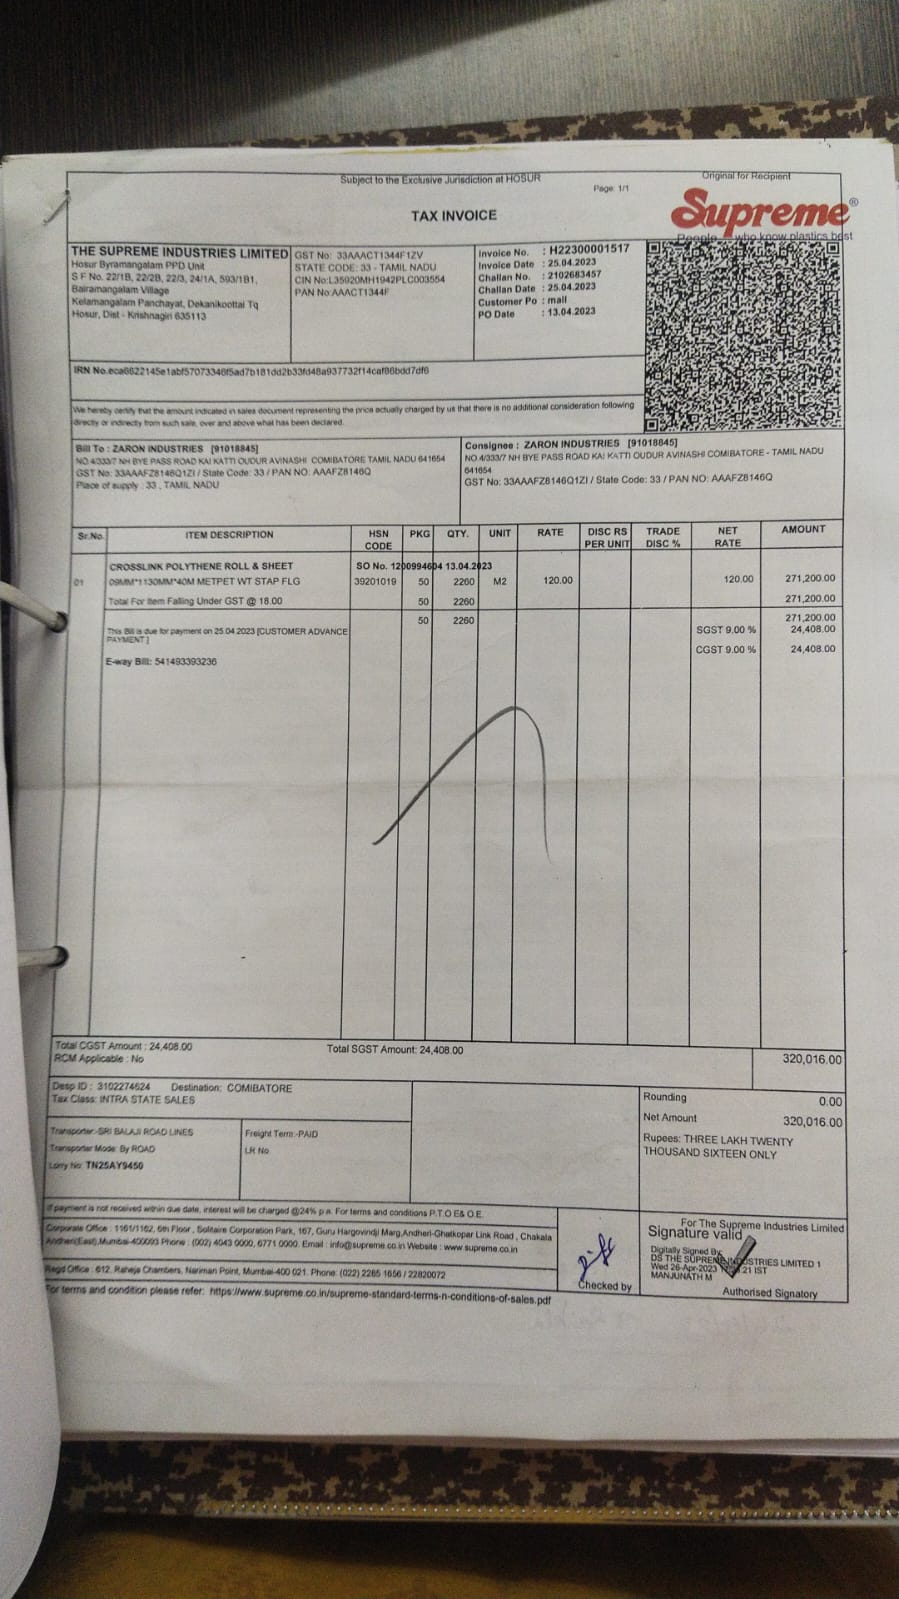 Subject to the Exclusive Jurisdiction at HOSUR
Original for Recipient
Page: 1/1
TAX INVOICE
Supreme®
People who know plastics best
THE SUPREME INDUSTRIES LIMITED
Hosur Byramangalam PPD Unit
S F No. 22/1B, 22/2B, 22/3, 24/1A, 593/1B1,
Bairamangalam Village
Kelamangalam Panchayat, Dekanikoottai Tq
Hosur, Dist - Krishnagiri 635113
GST No: 33AAACT1344F1ZV
STATE CODE: 33 - TAMIL NADU
CIN No:L35920MH1942PLC003554
PAN No:AAACT1344F
Invoice No. : H22300001517
Invoice Date : 25.04.2023
Challan No. : 2102683457
Challan Date : 25.04.2023
Customer Po : mail
PO Date : 13.04.2023
IRN No.eca6622145e1abf57073346f5ad7b181dd2b33fd48a937732f14caf86bdd7df6
We hereby certify that the amount indicated in sales document representing the price actually charged by us that there is no additional consideration following
directly or indirectly from such sale, over and above what has been declared.
Bill To : ZARON INDUSTRIES [91018845]
NO.4/333/7 NH BYE PASS ROAD KAI KATTI OUDUR AVINASHI COMIBATORE TAMIL NADU 641654
GST No: 33AAAFZ8146Q1ZI / State Code: 33 / PAN NO: AAAFZ8146Q
Place of supply : 33 , TAMIL NADU
Consignee : ZARON INDUSTRIES [91018845]
NO.4/333/7 NH BYE PASS ROAD KAI KATTI OUDUR AVINASHI COMIBATORE - TAMIL NADU
641654
GST No: 33AAAFZ8146Q1ZI / State Code: 33 / PAN NO: AAAFZ8146Q
Sr.No. ITEM DESCRIPTION HSN CODE PKG QTY. UNIT RATE DISC RS PER UNIT TRADE DISC % NET RATE AMOUNT
CROSSLINK POLYTHENE ROLL & SHEET SO No. 1200994604 13.04.2023
01 09MM*1130MM*40M METPET WT STAP FLG 39201019 50 2260 M2 120.00 120.00 271,200.00
Total For Item Falling Under GST @ 18.00 50 2260 271,200.00
50 2260 271,200.00
This Bill is due for payment on 25.04.2023 [CUSTOMER ADVANCE
PAYMENT ]
SGST 9.00 % 24,408.00
CGST 9.00 % 24,408.00
E-way Bill: 541493393236
Total CGST Amount : 24,408.00 Total SGST Amount: 24,408.00
RCM Applicable : No
320,016.00
Desp ID : 3102274624 Destination: COMIBATORE
Tax Class: INTRA STATE SALES
Rounding 0.00
Net Amount 320,016.00
Rupees: THREE LAKH TWENTY
THOUSAND SIXTEEN ONLY
Transporter:-SRI BALAJI ROAD LINES
Transporter Mode: By ROAD
Lorry No: TN25AY9450
Freight Term:-PAID
LR No
If payment is not received within due date, interest will be charged @24% p.a. For terms and conditions P.T.O E& O.E.
Corporate Office : 1161/1162, 6th Floor , Solitaire Corporation Park, 167, Guru Hargovindji Marg,Andheri-Ghatkopar Link Road , Chakala
Andheri(East),Mumbai-400093 Phone : (002) 4043 0000, 6771 0000. Email : info@supreme.co.in Website : www.supreme.co.in
Regd Office : 612, Raheja Chambers, Nariman Point, Mumbai-400 021. Phone: (022) 2285 1656 / 22820072
For terms and condition please refer: https://www.supreme.co.in/supreme-standard-terms-n-conditions-of-sales.pdf
Checked by
For The Supreme Industries Limited
Signature valid
Digitally Signed By
DS THE SUPREME INDUSTRIES LIMITED 1
Wed 26-Apr-2023 21 IST
MANJUNATH M
Authorised Signatory